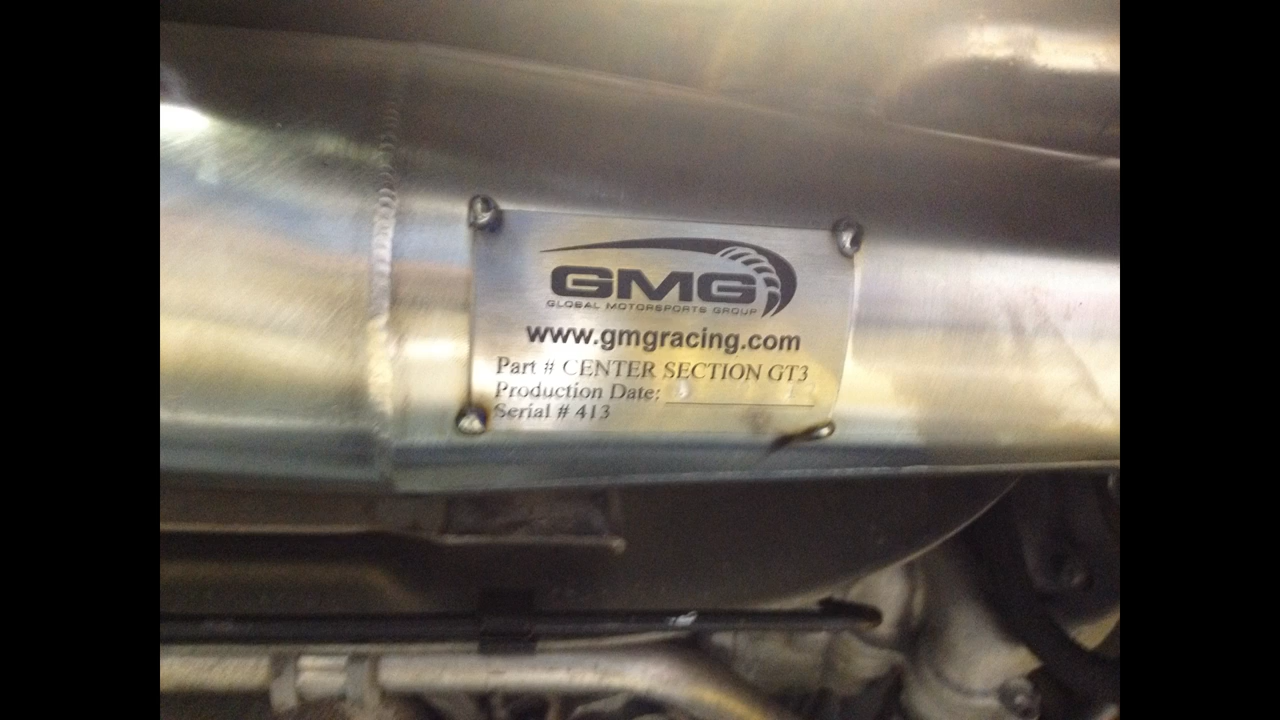 GMG
GLOBAL MOTORSPORTS GROUP
www.gmgracing.com
Part # CENTER SECTION GT3
Production Date:
Serial # 413